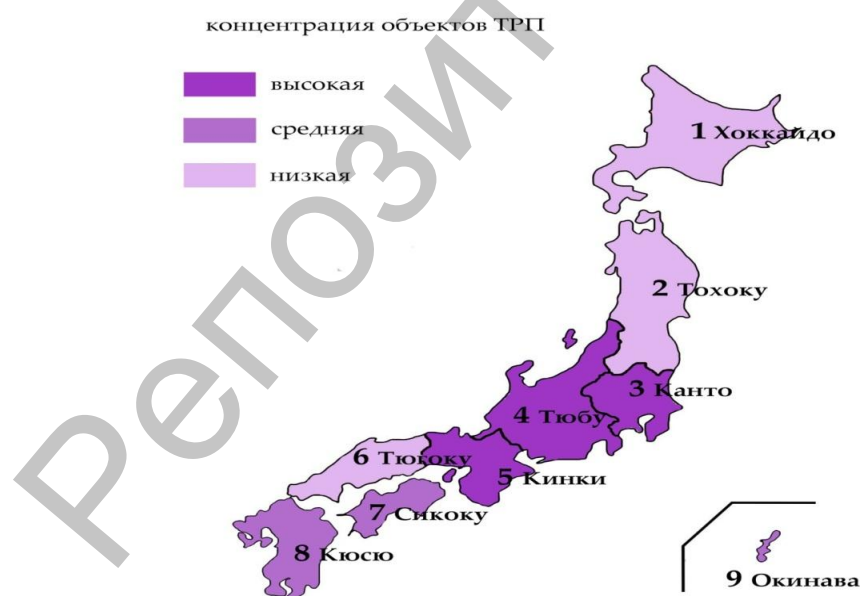 концентрация объектов ТРП
высокая
средняя
низкая
Репозит
1 Хоккайдо
2 Тохоку
3 Канто
4 Тюбу
5 Кинки
6 Тюгоку
7 Сикоку
8 Кюсю
9 Окинава